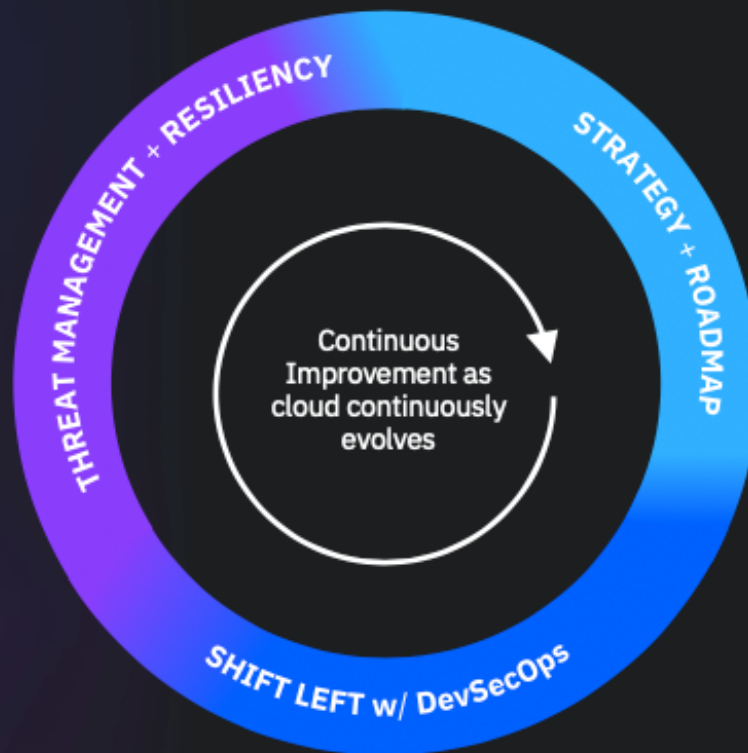 THREAT MANAGEMENT + RESILIENCY
STRATEGY + ROADMAP
Continuous
Improvement as
cloud continuously
evolves
SHIFT LEFT w/ DevSecOps